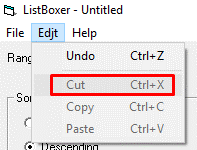 ListBoxer - Untitled
File Edit Help
Undo Ctrl+Z
Rang
Cut Ctrl+X
So
Copy Ctrl+C
Paste Ctrl+V
Descending